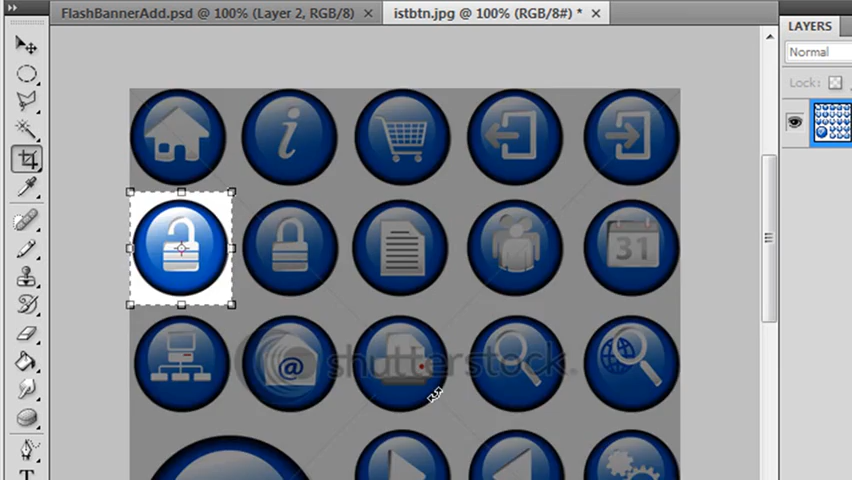 FlashBannerAdd.psd @ 100% (Layer 2, RGB/8) ×
istbtn.jpg @ 100% (RGB/8#) * ×
LAYERS
Normal
Lock:
i
31
@
shutterstock.
T